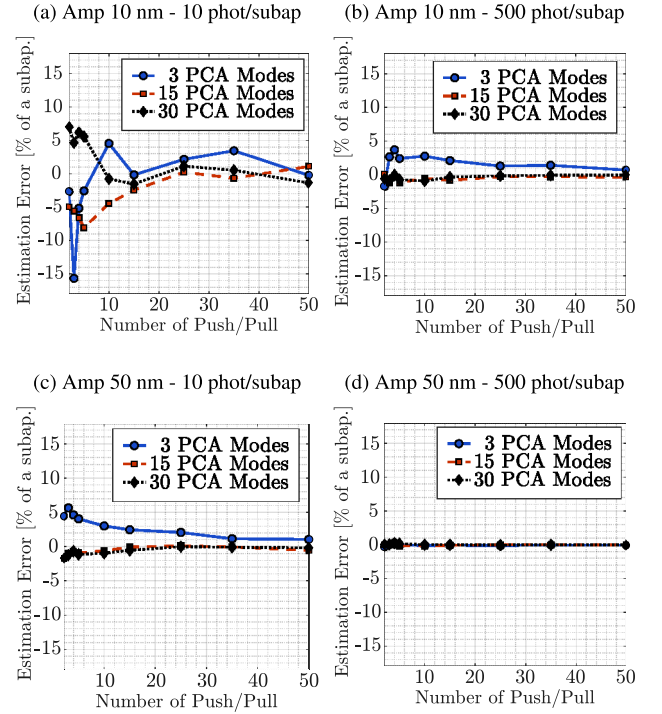 (a) Amp 10 nm - 10 phot/subap
Estimation Error [% of a subap.]
15
10
5
0
-5
-10
-15
3 PCA Modes
15 PCA Modes
30 PCA Modes
10
20
30
40
50
Number of Push/Pull
(b) Amp 10 nm - 500 phot/subap
Estimation Error [% of a subap.]
15
10
5
0
-5
-10
-15
3 PCA Modes
15 PCA Modes
30 PCA Modes
10
20
30
40
50
Number of Push/Pull
(c) Amp 50 nm - 10 phot/subap
Estimation Error [% of a subap.]
15
10
5
0
-5
-10
-15
3 PCA Modes
15 PCA Modes
30 PCA Modes
10
20
30
40
50
Number of Push/Pull
(d) Amp 50 nm - 500 phot/subap
Estimation Error [% of a subap.]
15
10
5
0
-5
-10
-15
3 PCA Modes
15 PCA Modes
30 PCA Modes
10
20
30
40
50
Number of Push/Pull